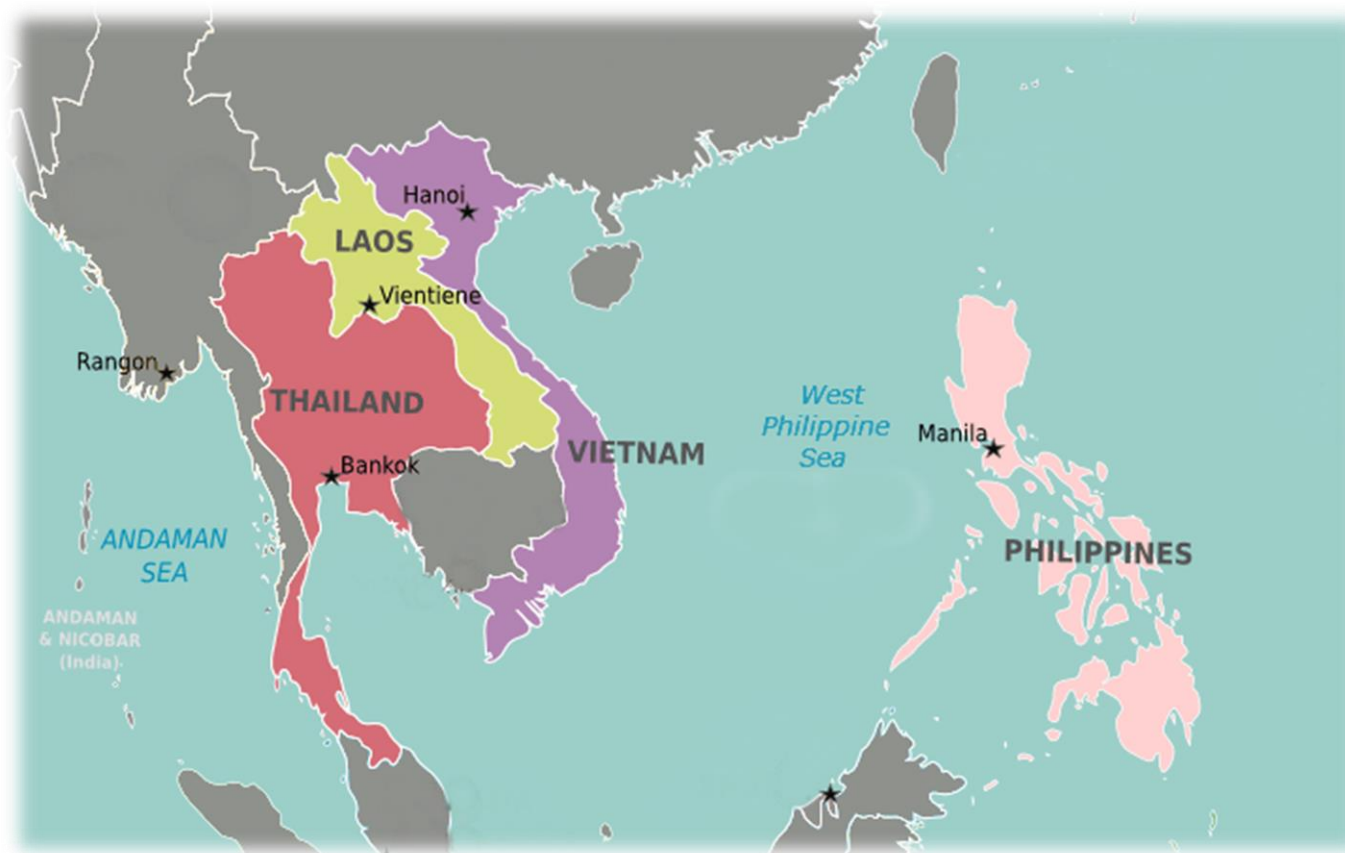 Hanoi
LAOS
Vientiene
Rangon
THAILAND
West
Philippine
Sea
Manila
VIETNAM
Bankok
ANDAMAN
SEA
PHILIPPINES
ANDAMAN
& NICOBAR
(India)